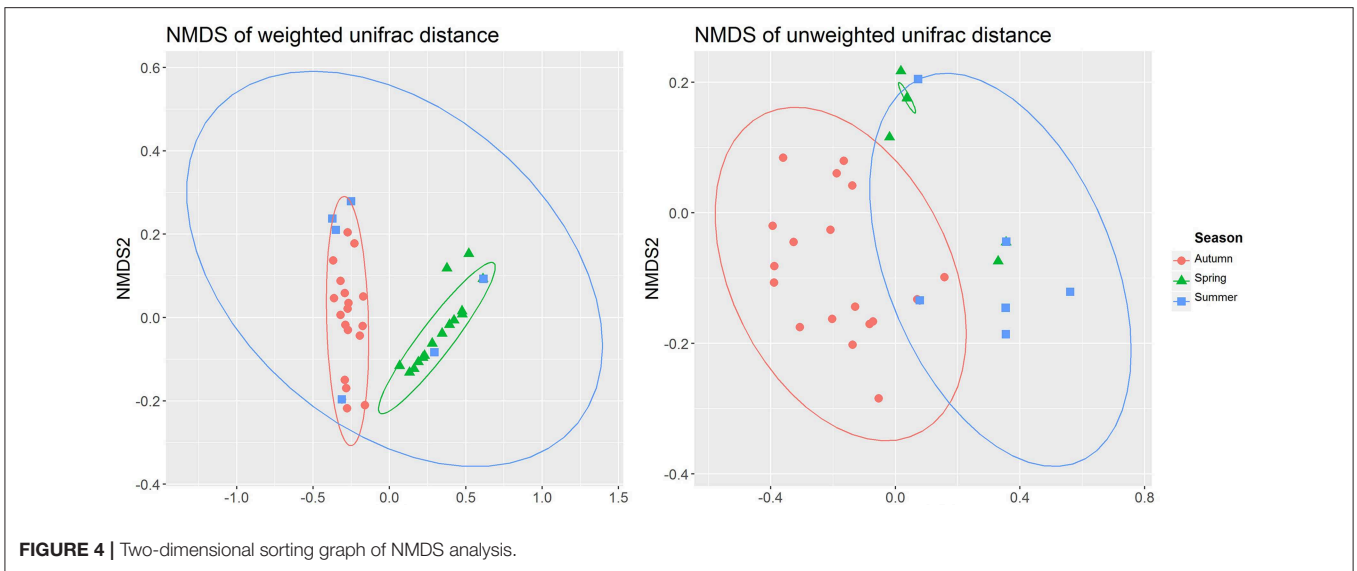 NMDS of weighted unifrac distance
0.6
0.4
0.2
0.0
-0.2
-0.4
NMDS2
-1.0 -0.5 0.0 0.5 1.0 1.5
NMDS of unweighted unifrac distance
0.2
0.0
-0.2
-0.4
NMDS2
-0.4 0.0 0.4 0.8
Season
Autumn
Spring
Summer
FIGURE 4 | Two-dimensional sorting graph of NMDS analysis.